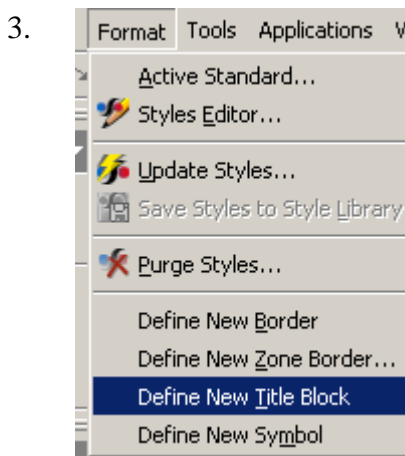 3.
Format Tools Applications
Active Standard...
Styles Editor...
Update Styles...
Save Styles to Style Library
Purge Styles...
Define New Border
Define New Zone Border...
Define New Title Block
Define New Symbol